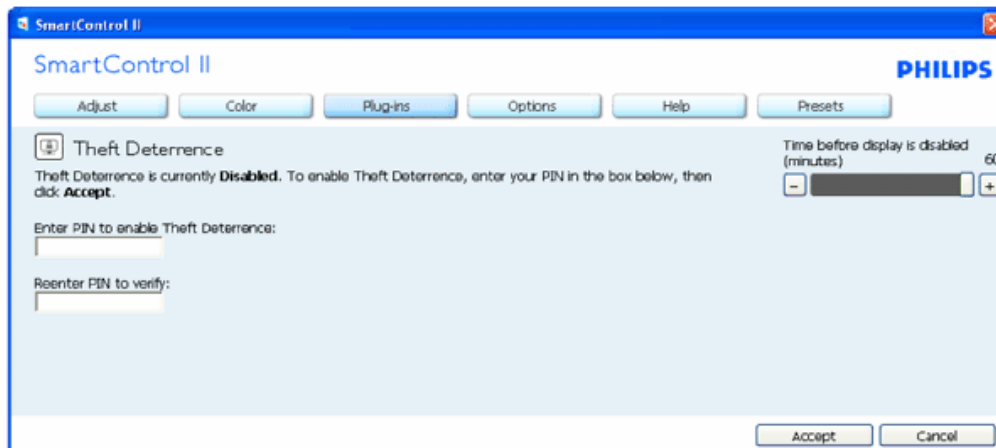 SmartControl II
SmartControl II
PHILIPS
Adjust
Color
Plug-ins
Options
Help
Presets
Theft Deterrence
Time before display is disabled
(minutes)
60
Theft Deterrence is currently Disabled. To enable Theft Deterrence, enter your PIN in the box below, then
click Accept.
-
+
Enter PIN to enable Theft Deterrence:
Reenter PIN to verify:
Accept
Cancel